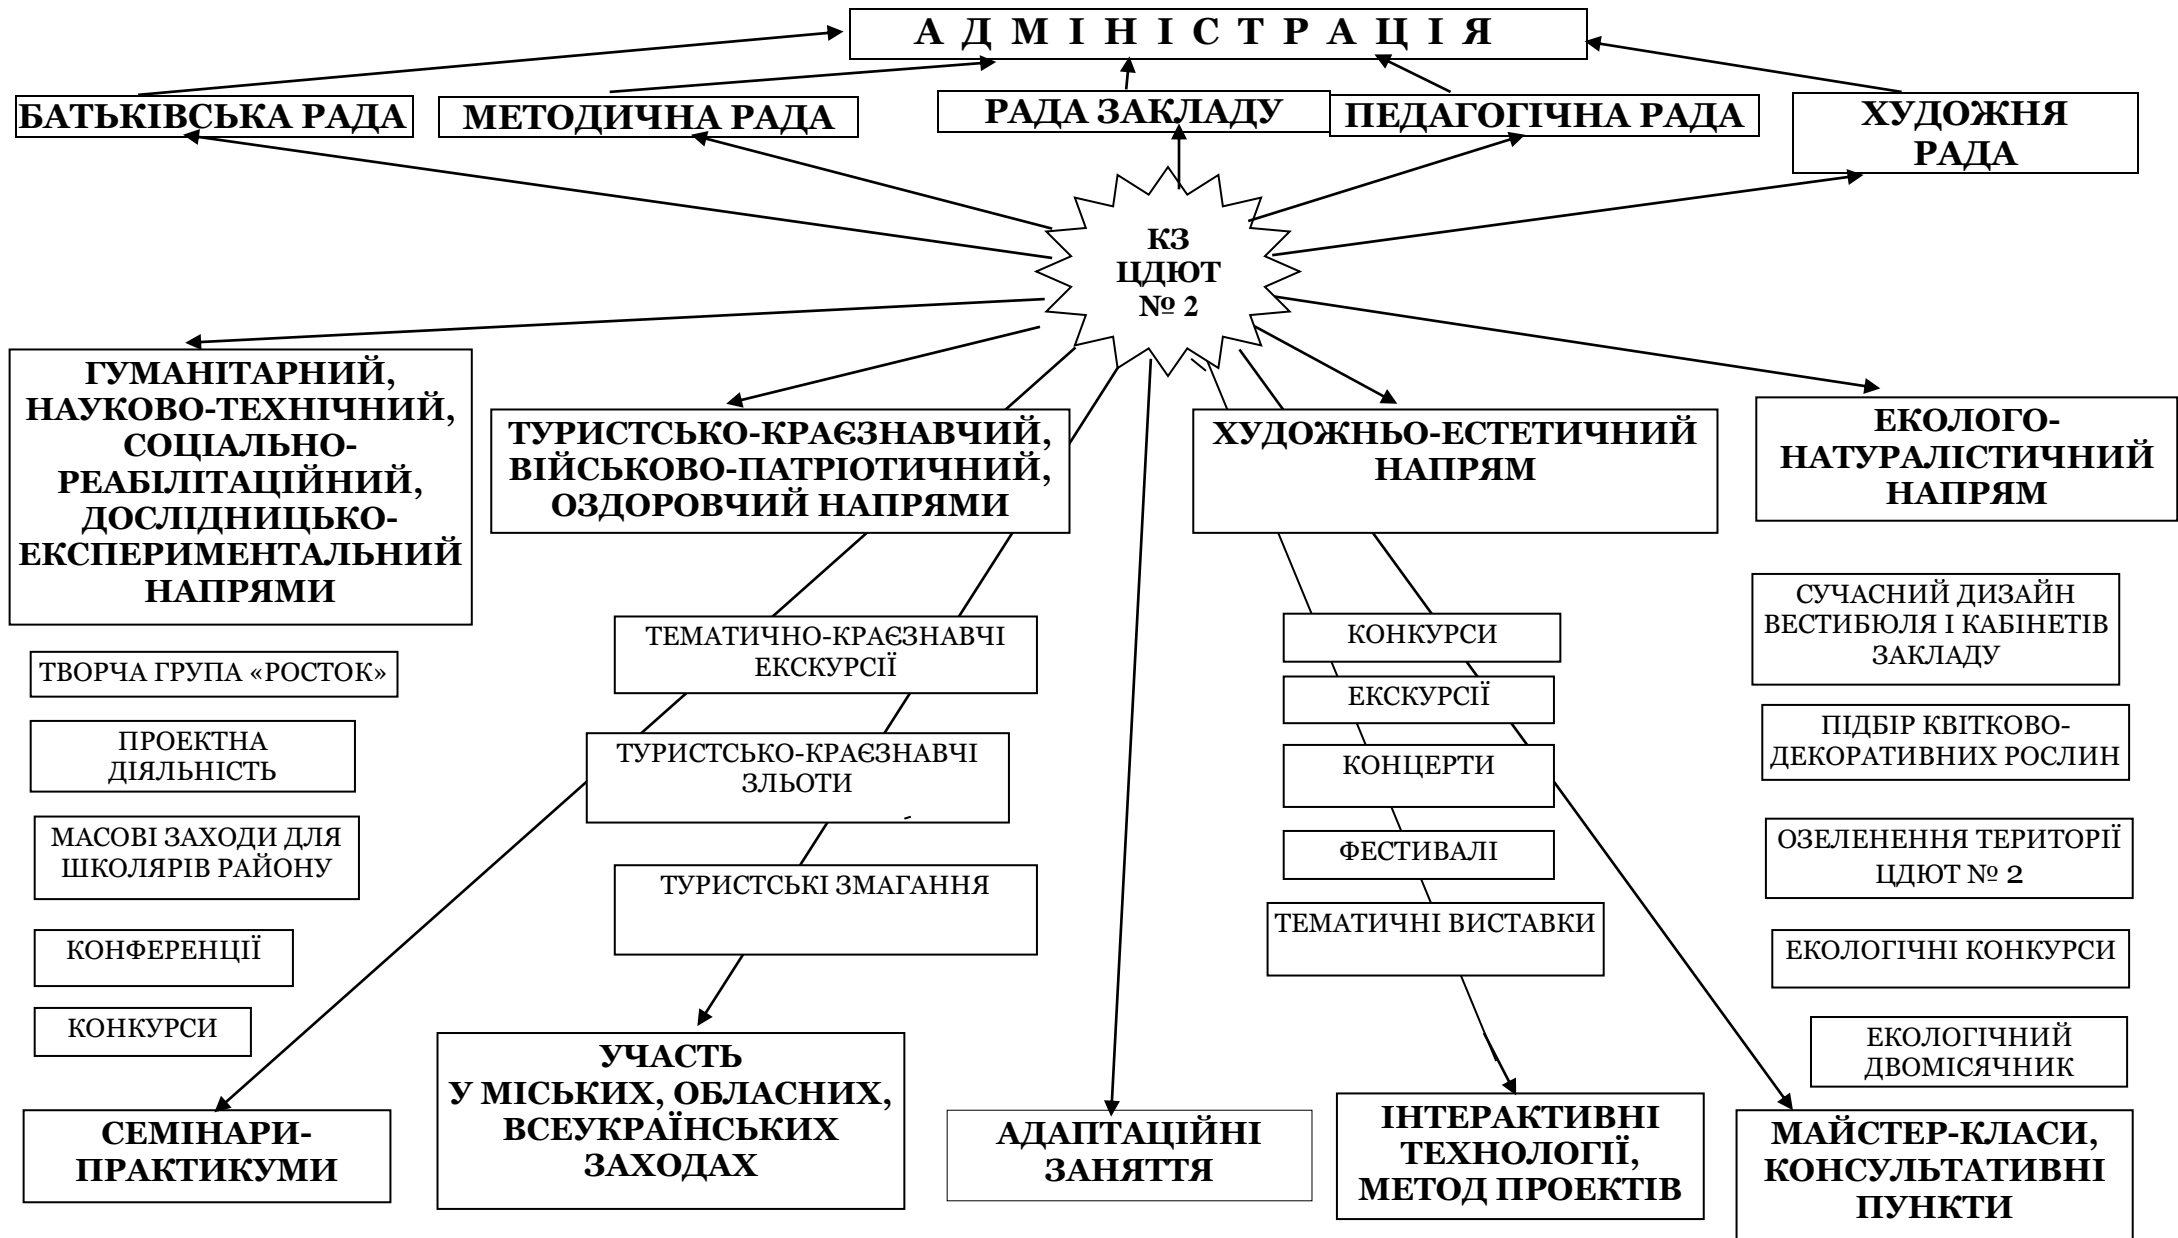 А Д М І Н І С Т Р А Ц І Я
БАТЬКІВСЬКА РАДА
МЕТОДИЧНА РАДА
РАДА ЗАКЛАДУ
ПЕДАГОГІЧНА РАДА
ХУДОЖНЯ
РАДА
КЗ
ЦДЮТ
№ 2
ГУМАНІТАРНИЙ,
НАУКОВО-ТЕХНІЧНИЙ,
СОЦІАЛЬНО-
РЕАБІЛІТАЦІЙНИЙ,
ДОСЛІДНИЦЬКО-
ЕКСПЕРИМЕНТАЛЬНИЙ
НАПРЯМИ
ТУРИСТСЬКО-КРАЄЗНАВЧИЙ,
ВІЙСЬКОВО-ПАТРІОТИЧНИЙ,
ОЗДОРОВЧИЙ НАПРЯМИ
ХУДОЖНЬО-ЕСТЕТИЧНИЙ
НАПРЯМ
ЕКОЛОГО-
НАТУРАЛІСТИЧНИЙ
НАПРЯМ
ТВОРЧА ГРУПА «РОСТОК»
ПРОЕКТНА
ДІЯЛЬНІСТЬ
МАСОВІ ЗАХОДИ ДЛЯ
ШКОЛЯРІВ РАЙОНУ
КОНФЕРЕНЦІЇ
КОНКУРСИ
ТЕМАТИЧНО-КРАЄЗНАВЧІ
ЕКСКУРСІЇ
ТУРИСТСЬКО-КРАЄЗНАВЧІ
ЗЛЬОТИ
ТУРИСТСЬКІ ЗМАГАННЯ
КОНКУРСИ
ЕКСКУРСІЇ
КОНЦЕРТИ
ФЕСТИВАЛІ
ТЕМАТИЧНІ ВИСТАВКИ
СУЧАСНИЙ ДИЗАЙН
ВЕСТИБЮЛЯ І КАБІНЕТІВ
ЗАКЛАДУ
ПІДБІР КВІТКОВО-
ДЕКОРАТИВНИХ РОСЛИН
ОЗЕЛЕНЕННЯ ТЕРИТОРІЇ
ЦДЮТ № 2
ЕКОЛОГІЧНІ КОНКУРСИ
ЕКОЛОГІЧНИЙ
ДВОМІСЯЧНИК
СЕМІНАРИ-
ПРАКТИКУМИ
УЧАСТЬ
У МІСЬКИХ, ОБЛАСНИХ,
ВСЕУКРАЇНСЬКИХ
ЗАХОДАХ
АДАПТАЦІЙНІ
ЗАНЯТТЯ
ІНТЕРАКТИВНІ
ТЕХНОЛОГІЇ,
МЕТОД ПРОЕКТІВ
МАЙСТЕР-КЛАСИ,
КОНСУЛЬТАТИВНІ
ПУНКТИ